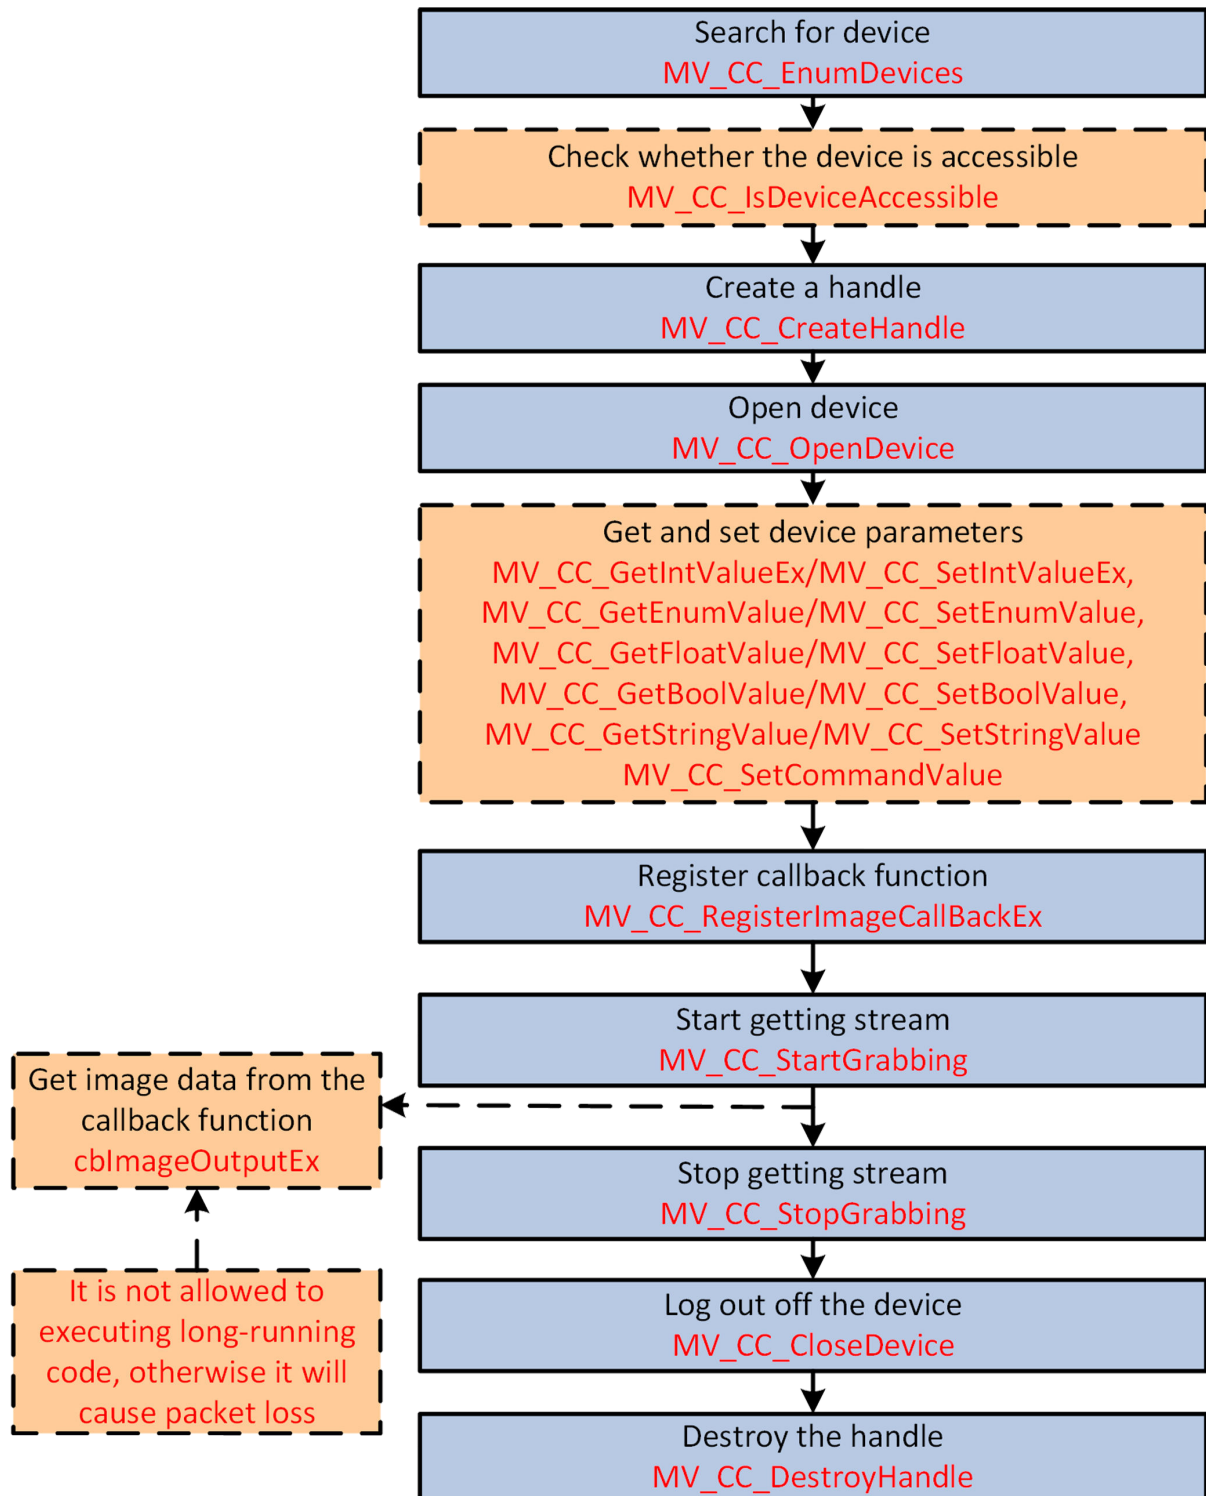 Search for device
MV_CC_EnumDevices
Check whether the device is accessible
MV_CC_IsDeviceAccessible
Create a handle
MV_CC_CreateHandle
Open device
MV_CC_OpenDevice
Get and set device parameters
MV_CC_GetIntValueEx/MV_CC_SetIntValueEx,
MV_CC_GetEnumValue/MV_CC_SetEnumValue,
MV_CC_GetFloatValue/MV_CC_SetFloatValue,
MV_CC_GetBoolValue/MV_CC_SetBoolValue,
MV_CC_GetStringValue/MV_CC_SetStringValue
MV_CC_SetCommandValue
Register callback function
MV_CC_RegisterImageCallBackEx
Start getting stream
MV_CC_StartGrabbing
Get image data from the
callback function
cbImageOutputEx
It is not allowed to
executing long-running
code, otherwise it will
cause packet loss
Stop getting stream
MV_CC_StopGrabbing
Log out off the device
MV_CC_CloseDevice
Destroy the handle
MV_CC_DestroyHandle